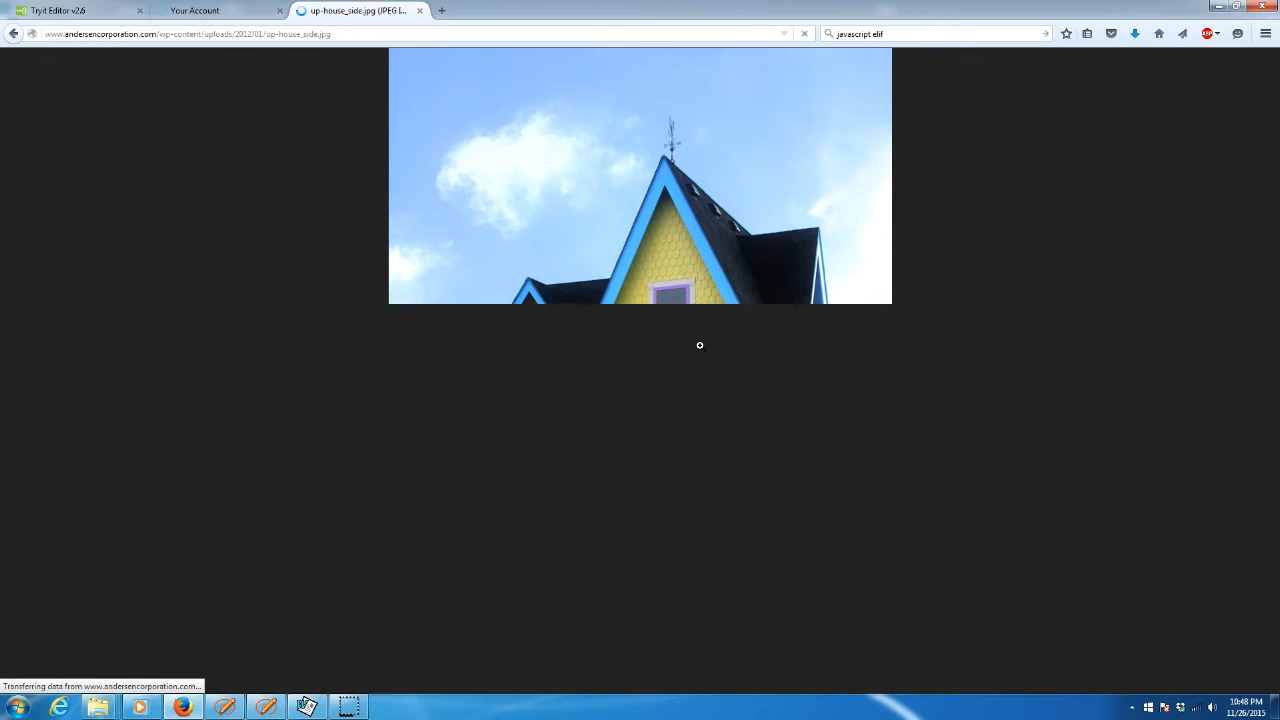 Tryit Editor v2.6
Your Account
up-house_side.jpg (JPEG I...
www.andersencorporation.com/wp-content/uploads/2012/01/up-house_side.jpg
javascript elif
ABP
Transferring data from www.andersencorporation.com...
10:48 PM
11/26/2015